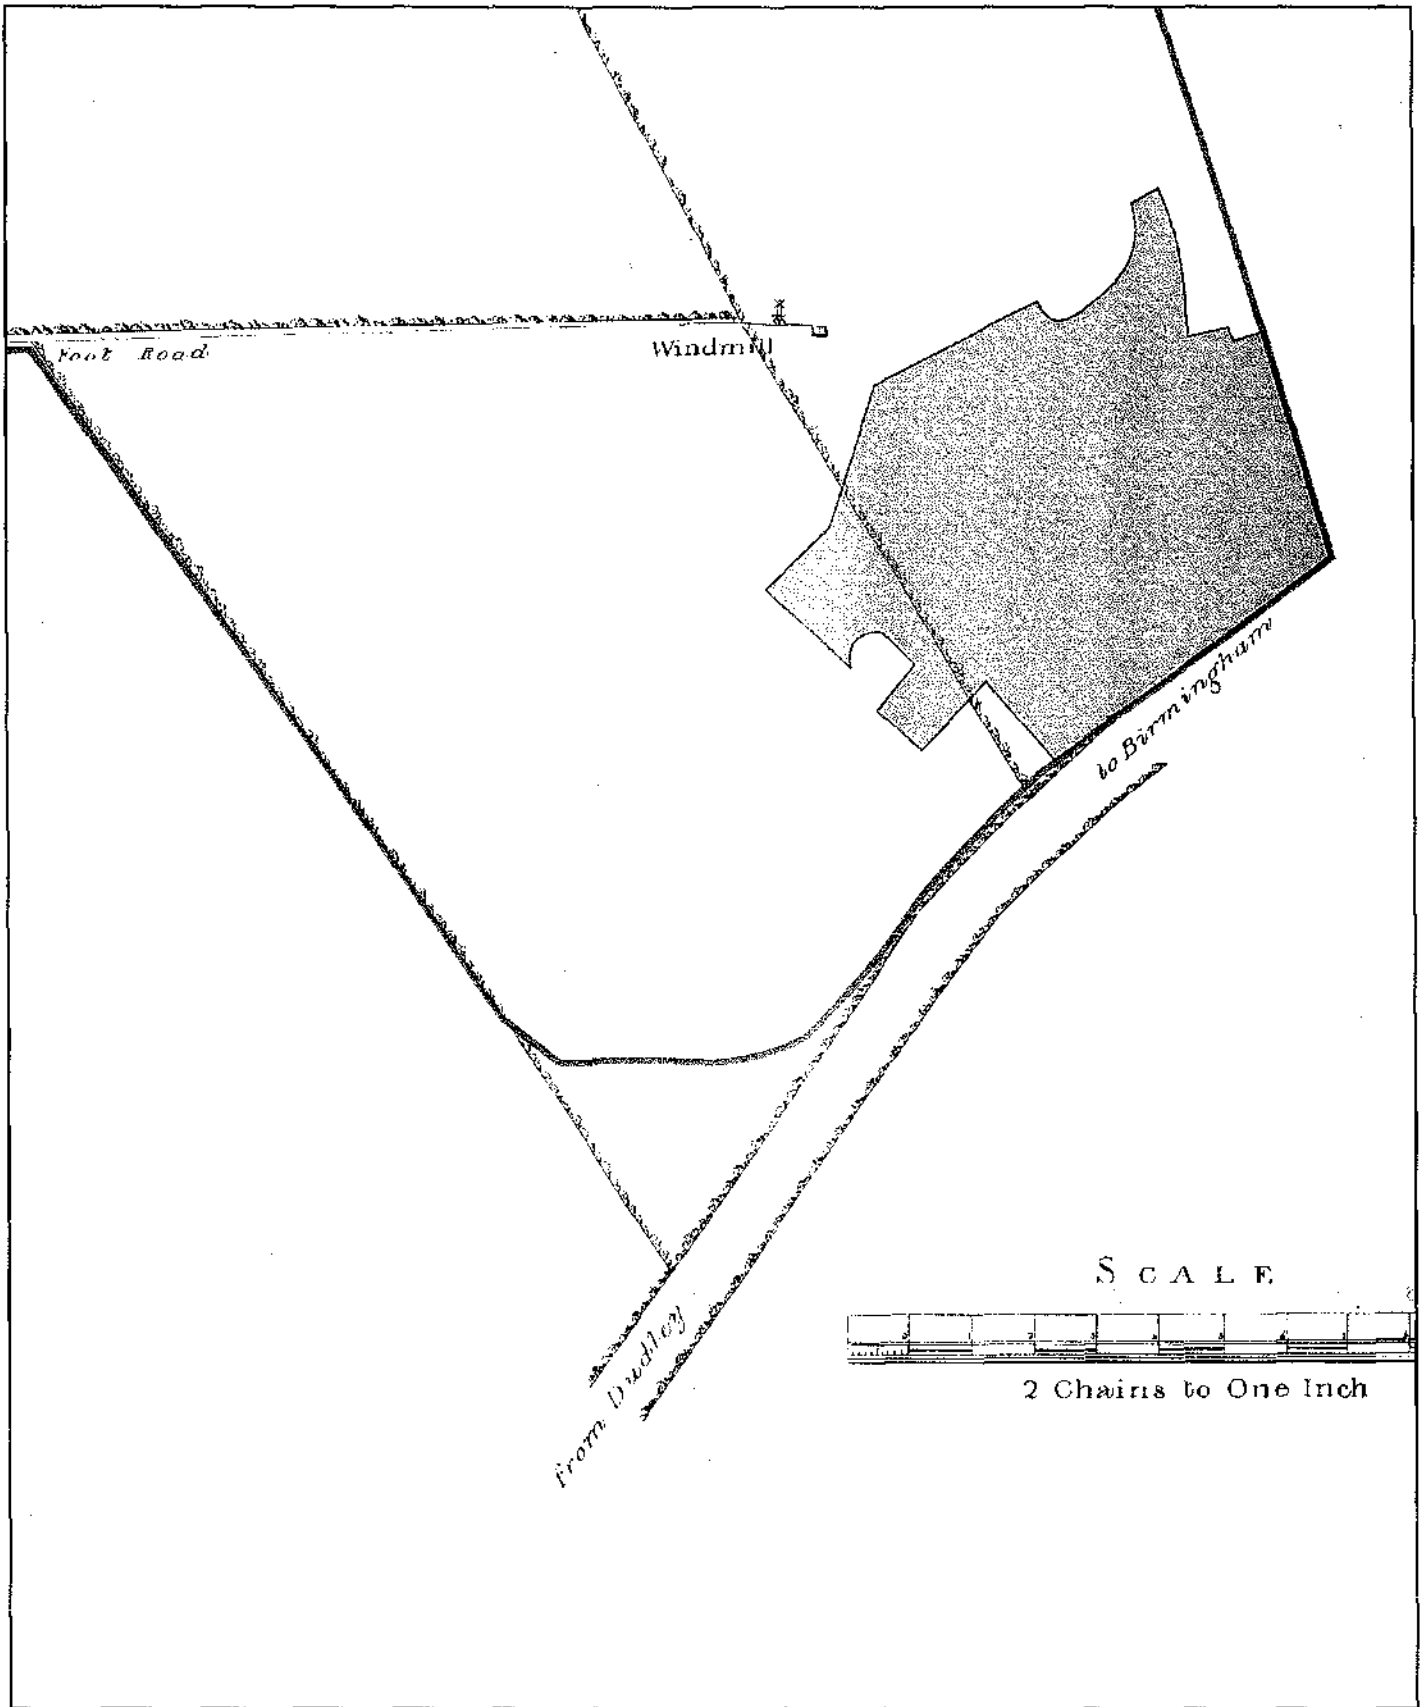 Foot Road
Windmill
to Birmingham
from Dudley
SCALE
2 Chains to One Inch